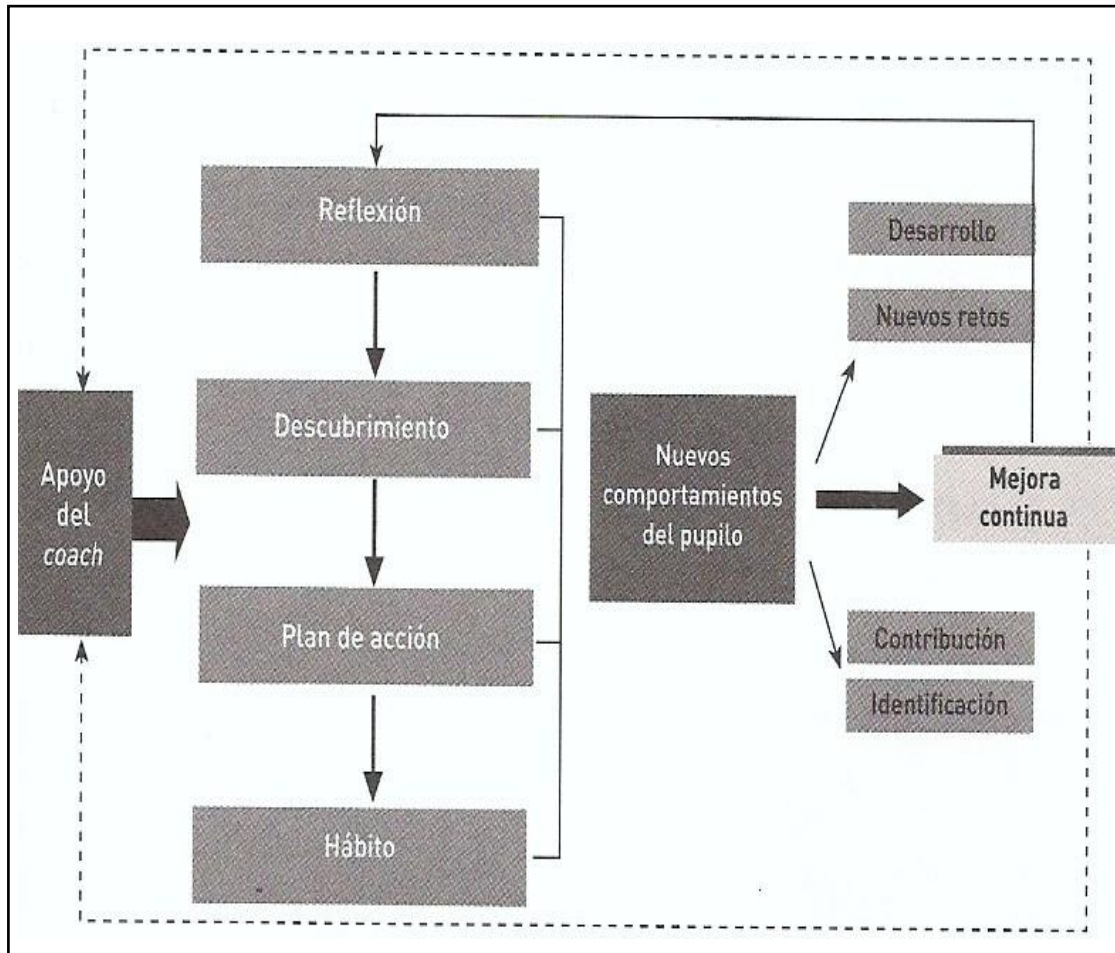 Reflexión
Desarrollo
Nuevos retos
Descubrimiento
Apoyo
del
coach
Nuevos
comportamientos
del pupilo
Mejora
continua
Plan de acción
Contribución
Identificación
Hábito